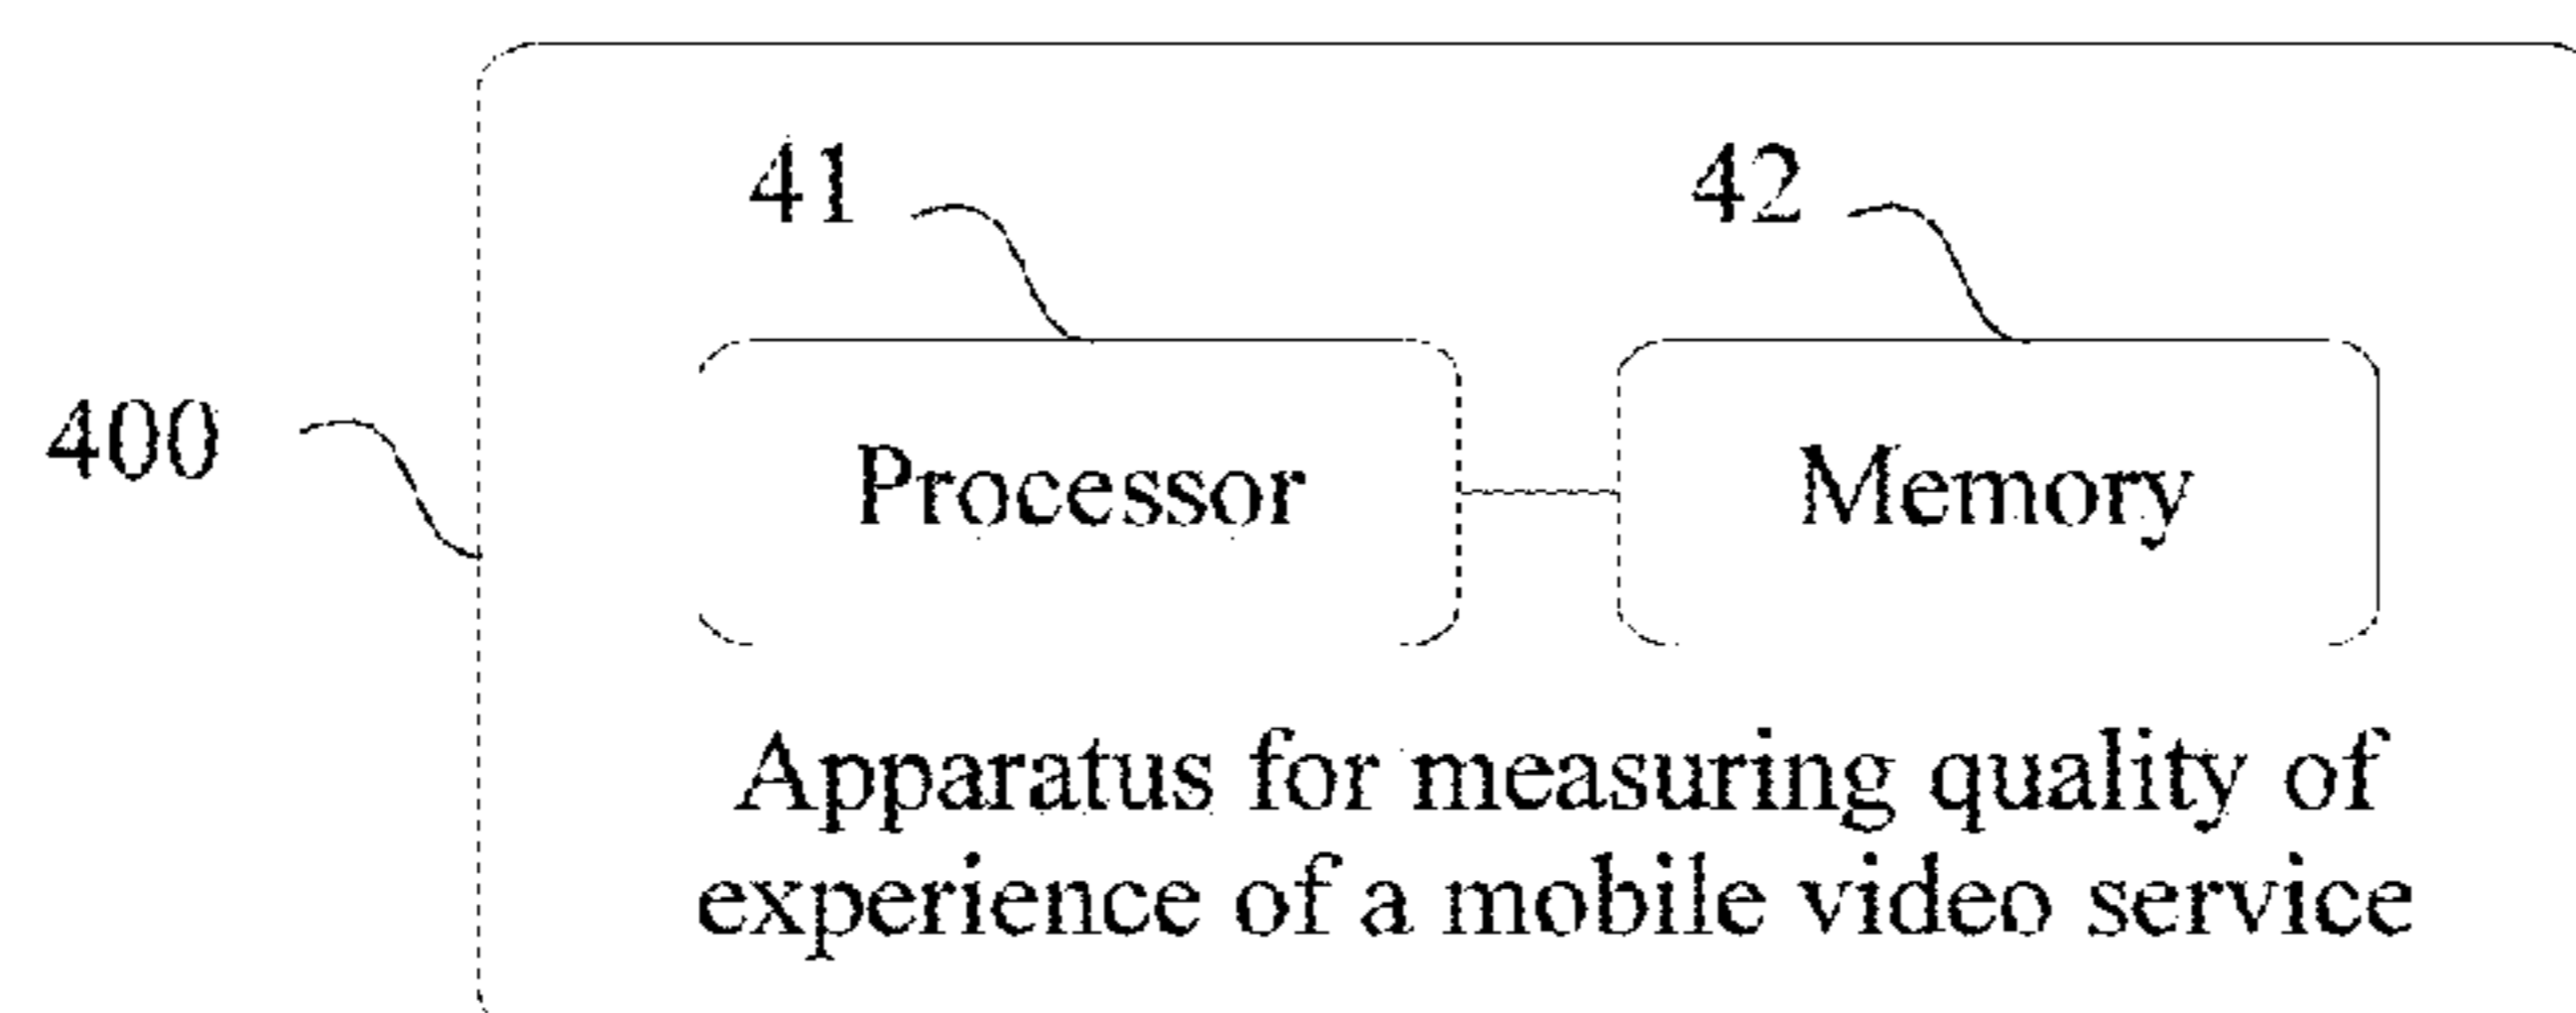 41
42
400
Processor
Memory
Apparatus for measuring quality of
experience of a mobile video service